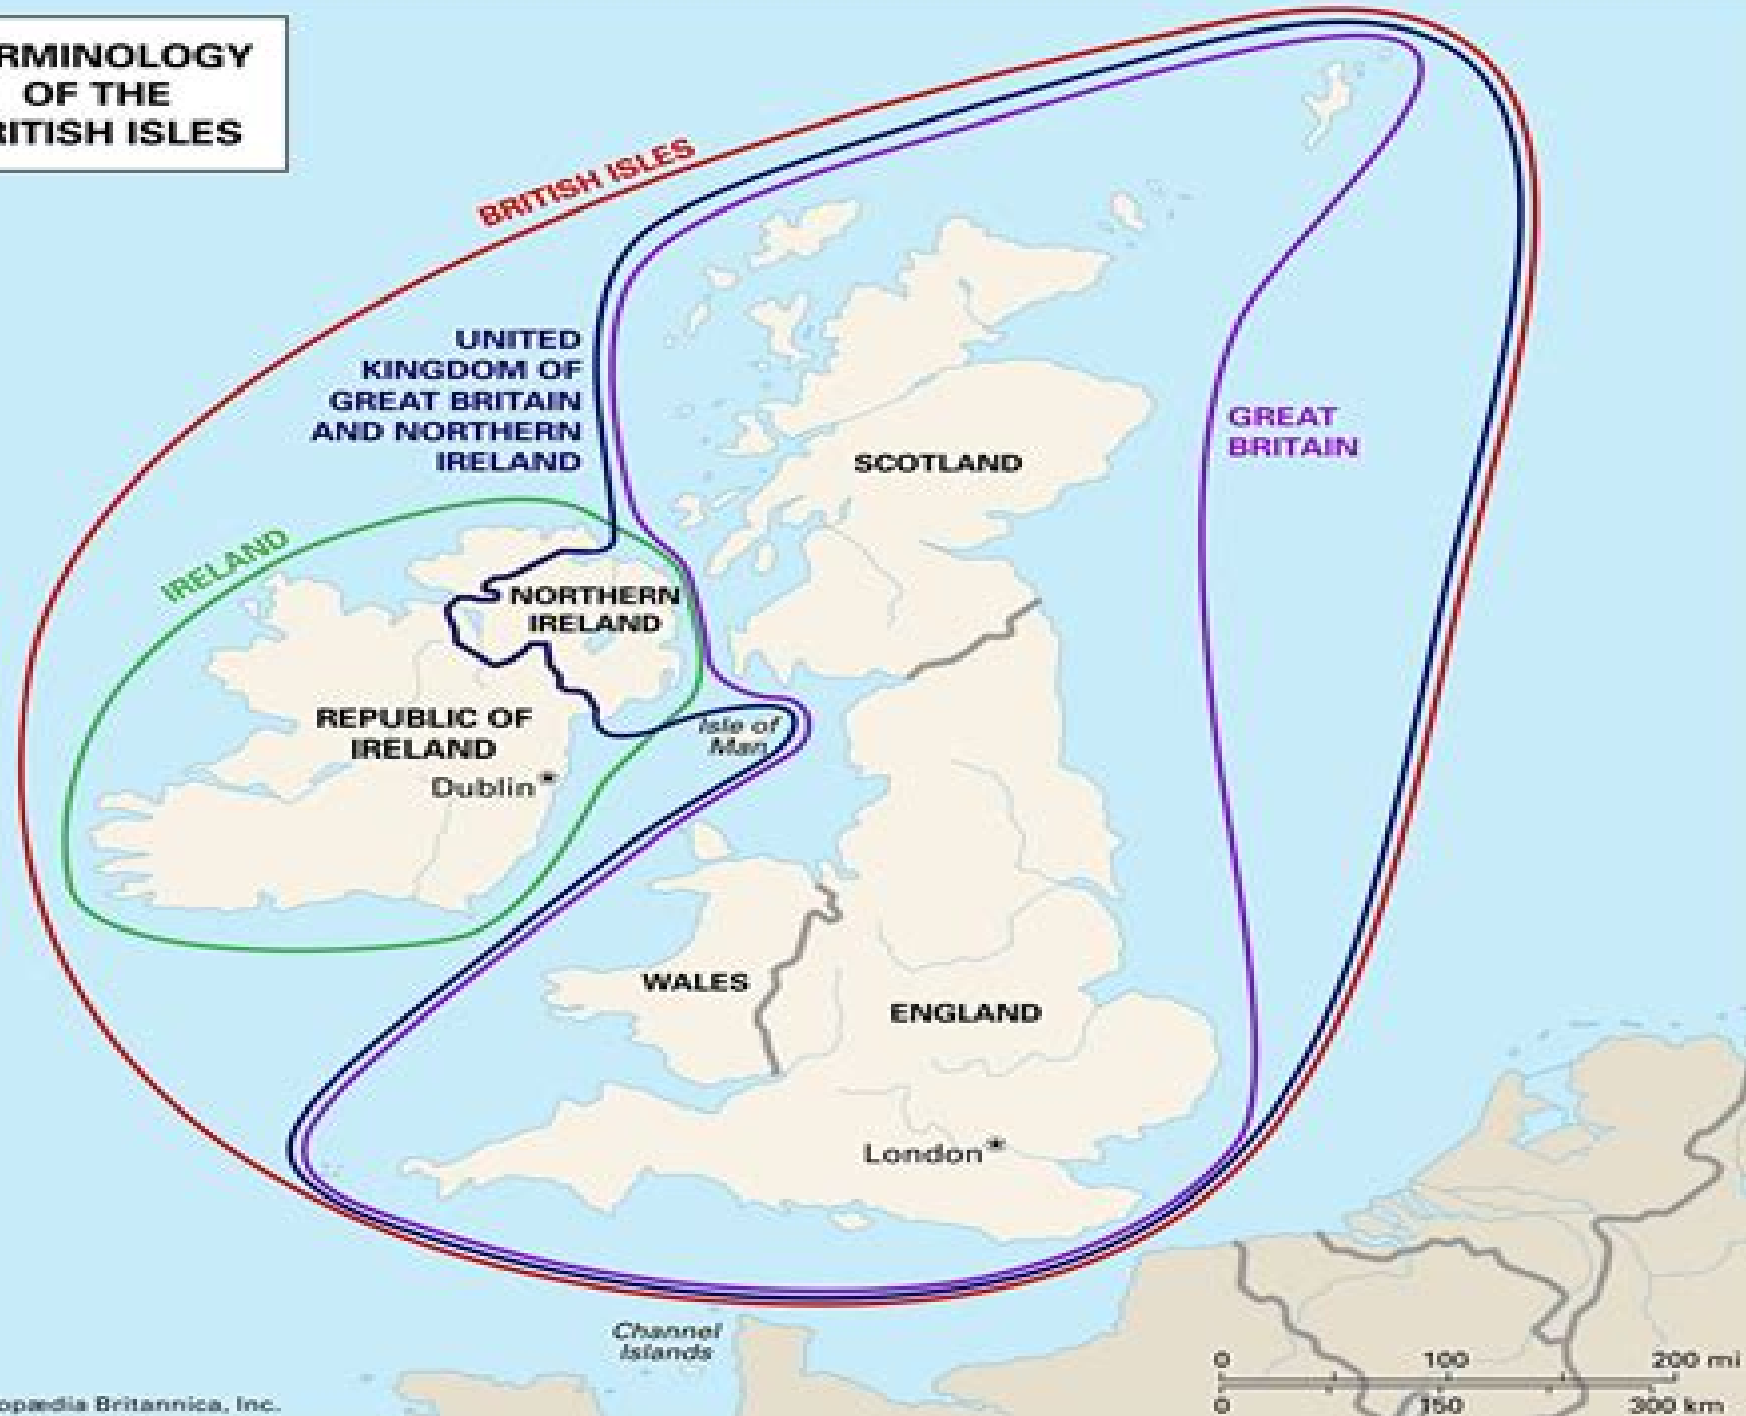 RMINOLOGY
OF THE
RITISH ISLES
BRITISH ISLES
UNITED
KINGDOM OF
GREAT BRITAIN
AND NORTHERN
IRELAND
GREAT
BRITAIN
SCOTLAND
IRELAND
NORTHERN
IRELAND
REPUBLIC OF
IRELAND
Isle of
Man
Dublin
WALES
ENGLAND
London
Channel
Islands
0 100 200 mi
0 150 300 km
opædia Britannica, Inc.